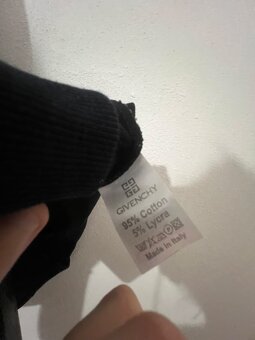 GIVENCHY
95% Cotton
5% Lycra
Made in Italy